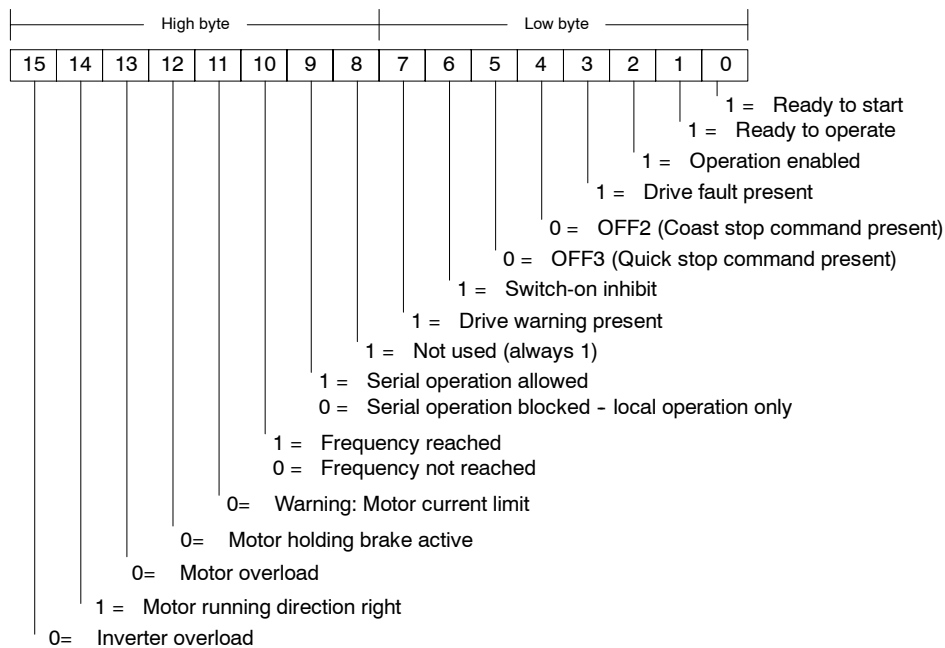 High byte Low byte
15 14 13 12 11 10 9 8 7 6 5 4 3 2 1 0
1 = Ready to start
1 = Ready to operate
1 = Operation enabled
1 = Drive fault present
0 = OFF2 (Coast stop command present)
0 = OFF3 (Quick stop command present)
1 = Switch-on inhibit
1 = Drive warning present
1 = Not used (always 1)
1 = Serial operation allowed
0 = Serial operation blocked - local operation only
1 = Frequency reached
0 = Frequency not reached
0= Warning: Motor current limit
0= Motor holding brake active
0= Motor overload
1 = Motor running direction right
0= Inverter overload